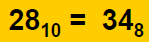 28₁₀ = 34₈